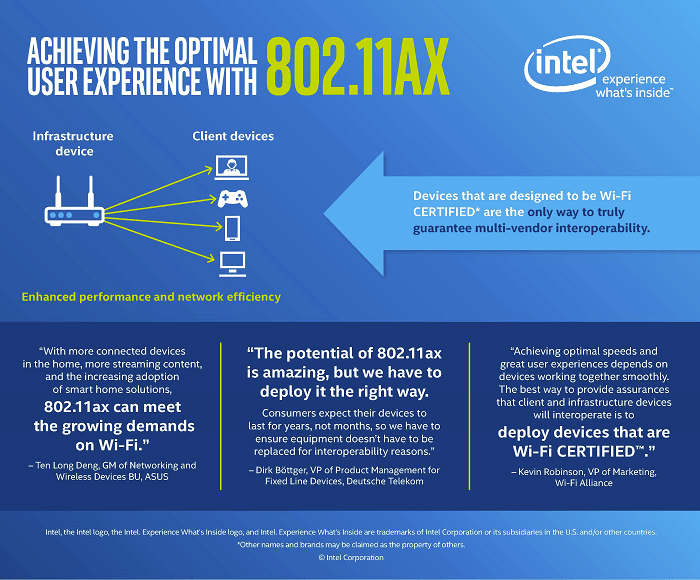 ACHIEVING THE OPTIMAL
USER EXPERIENCE WITH 802.11AX
intel®
experience
what's inside™
Infrastructure
device
Client devices
Devices that are designed to be Wi-Fi
CERTIFIED* are the only way to truly
guarantee multi-vendor interoperability.
Enhanced performance and network efficiency
“With more connected devices
in the home, more streaming content,
and the increasing adoption
of smart home solutions,
802.11ax can meet
the growing demands
on Wi-Fi.”
– Ten Long Deng, GM of Networking and
Wireless Devices BU, ASUS
“The potential of 802.11ax
is amazing, but we have to
deploy it the right way.
Consumers expect their devices to
last for years, not months, so we have to
ensure equipment doesn’t have to be
replaced for interoperability reasons.”
– Dirk Böttger, VP of Product Management for
Fixed Line Devices, Deutsche Telekom
“Achieving optimal speeds and
great user experiences depends on
devices working together smoothly.
The best way to provide assurances
that client and infrastructure devices
will interoperate is to
deploy devices that are
Wi-Fi CERTIFIED™.”
– Kevin Robinson, VP of Marketing,
Wi-Fi Alliance
Intel, the Intel logo, the Intel. Experience What's Inside logo, and Intel. Experience What's Inside are trademarks of Intel Corporation or its subsidiaries in the U.S. and/or other countries.
*Other names and brands may be claimed as the property of others.
© Intel Corporation